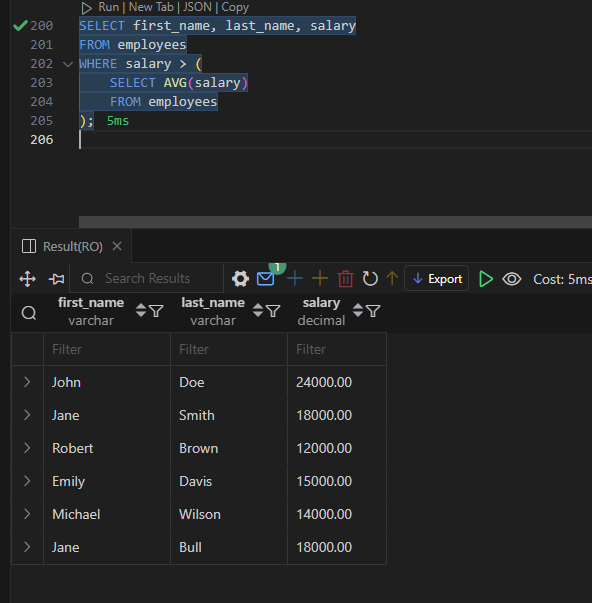 Run | New Tab | JSON | Copy
200 SELECT first_name, last_name, salary
201 FROM employees
202 WHERE salary > (
203 SELECT AVG(salary)
204 FROM employees
205 ); 5ms
206
Result(RO)
1
Search Results Export Cost: 5ms
first_name last_name salary
varchar varchar decimal
Filter Filter Filter
John Doe 24000.00
Jane Smith 18000.00
Robert Brown 12000.00
Emily Davis 15000.00
Michael Wilson 14000.00
Jane Bull 18000.00